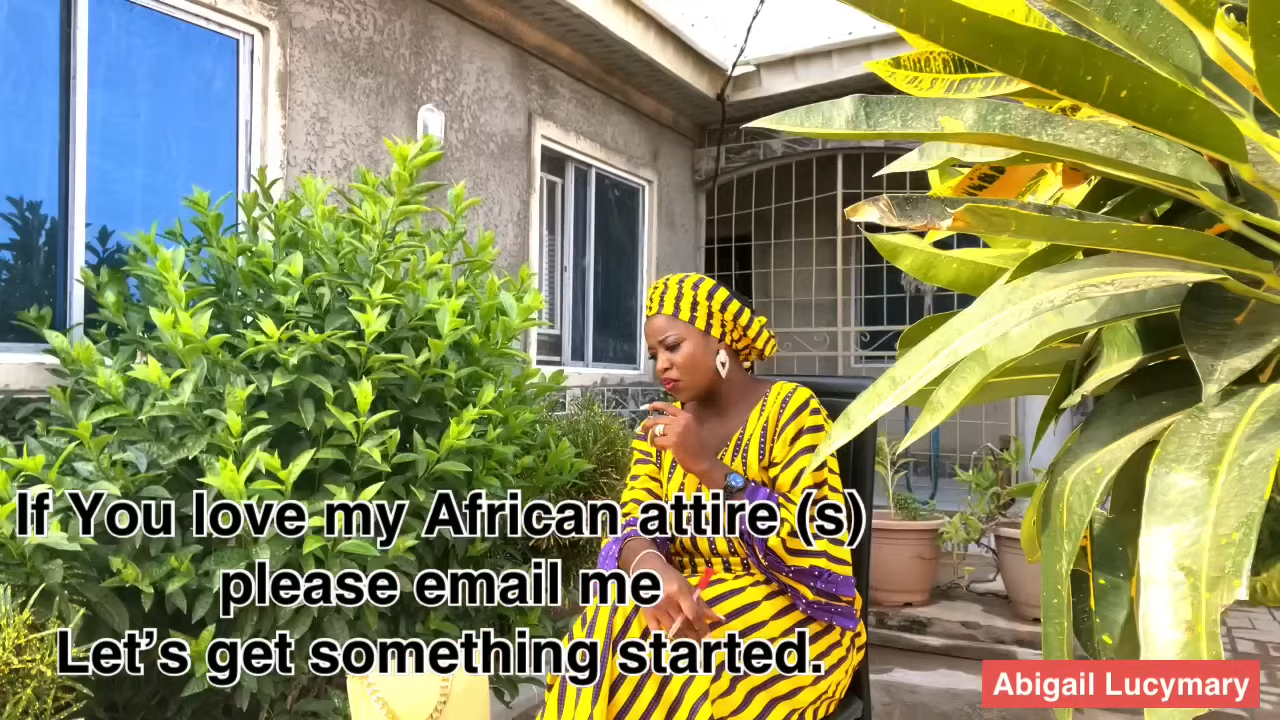 If You love my African attire (s)
please email me
Let’s get something started.
Abigail Lucymary